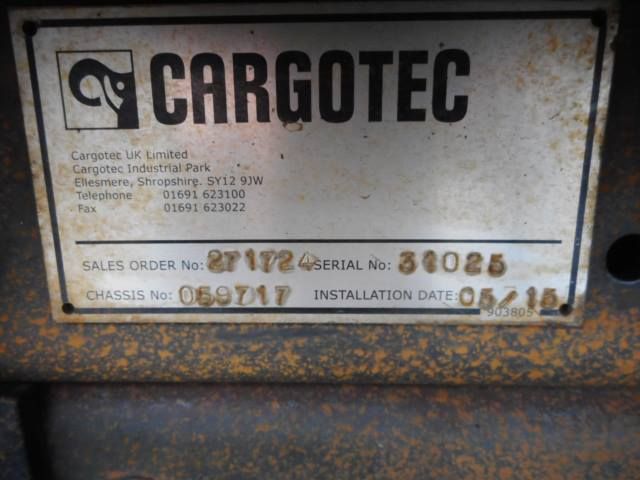 CARGOTEC
Cargotec UK Limited
Cargotec Industrial Park
Ellesmere, Shropshire. SY12 9JW
Telephone 01691 623100
Fax 01691 623022
SALES ORDER No: 271724 SERIAL No: 31025
CHASSIS No: 059717 INSTALLATION DATE: 05/15
903805